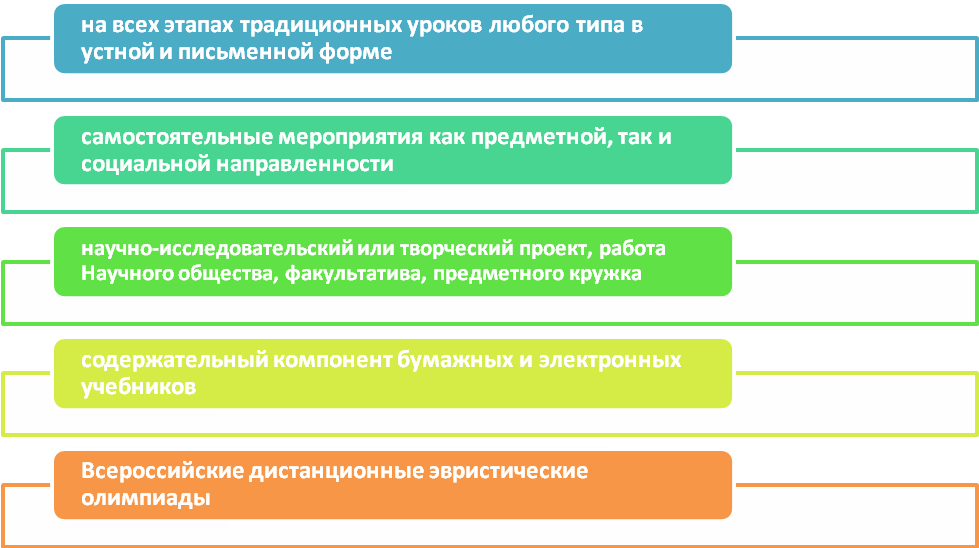 на всех этапах традиционных уроков любого типа в
устной и письменной форме
самостоятельные мероприятия как предметной, так и
социальной направленности
научно-исследовательский или творческий проект, работа
Научного общества, факультатива, предметного кружка
содержательный компонент бумажных и электронных
учебников
Всероссийские дистанционные эвристические
олимпиады